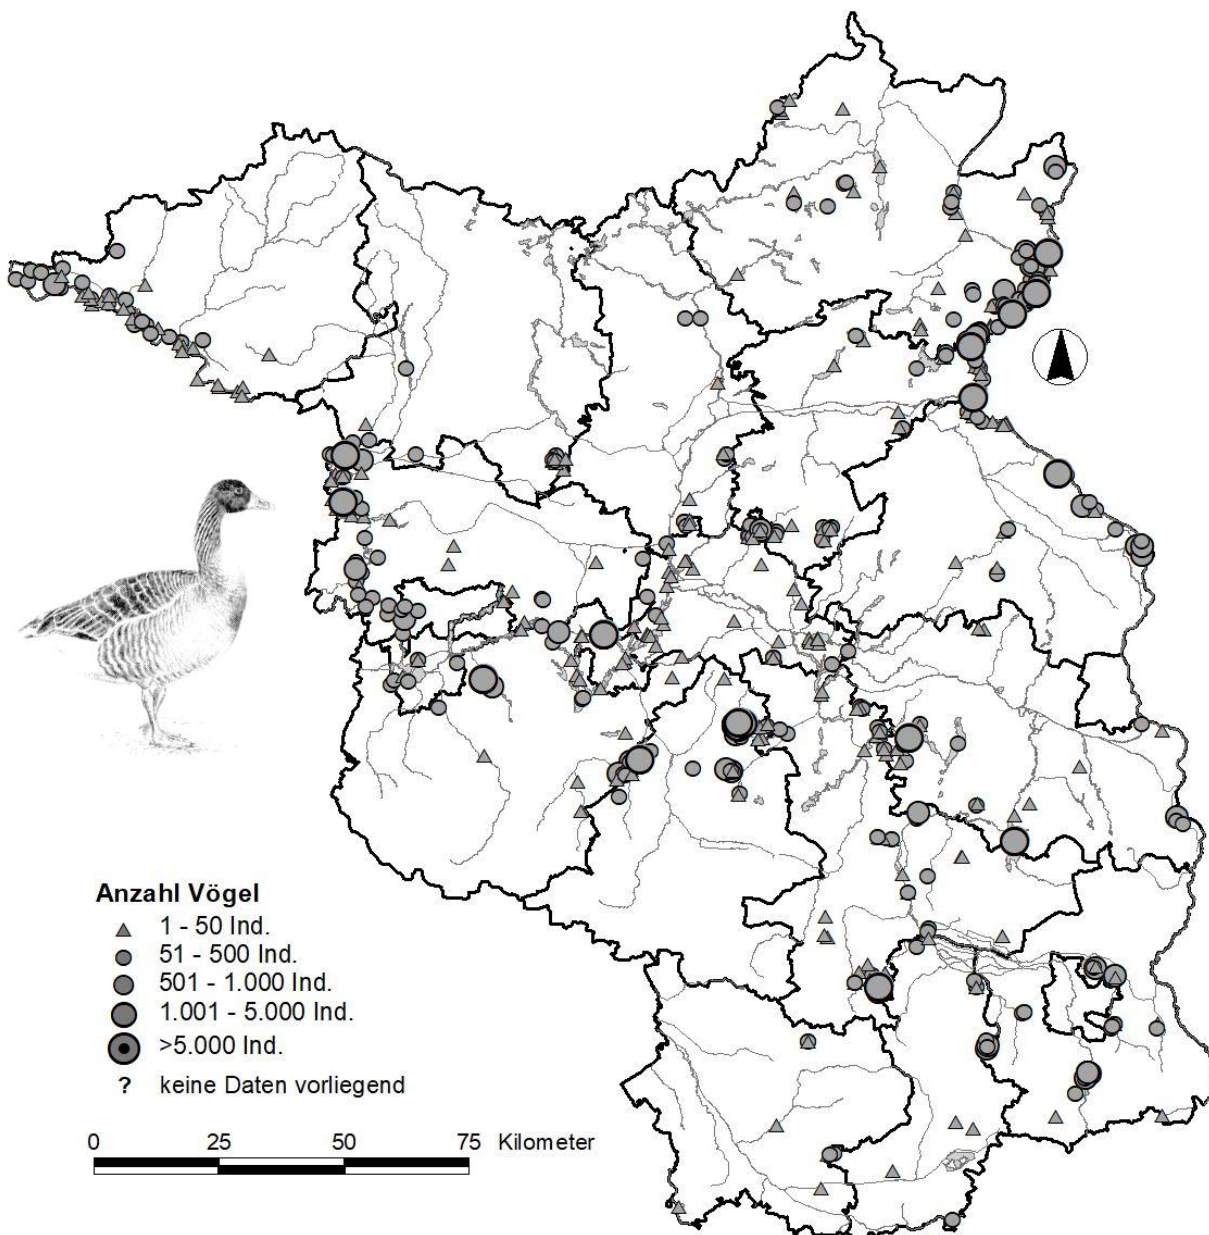 Anzahl Vögel
1 - 50 Ind.
51 - 500 Ind.
501 - 1.000 Ind.
1.001 - 5.000 Ind.
>5.000 Ind.
? keine Daten vorliegend
0 25 50 75 Kilometer